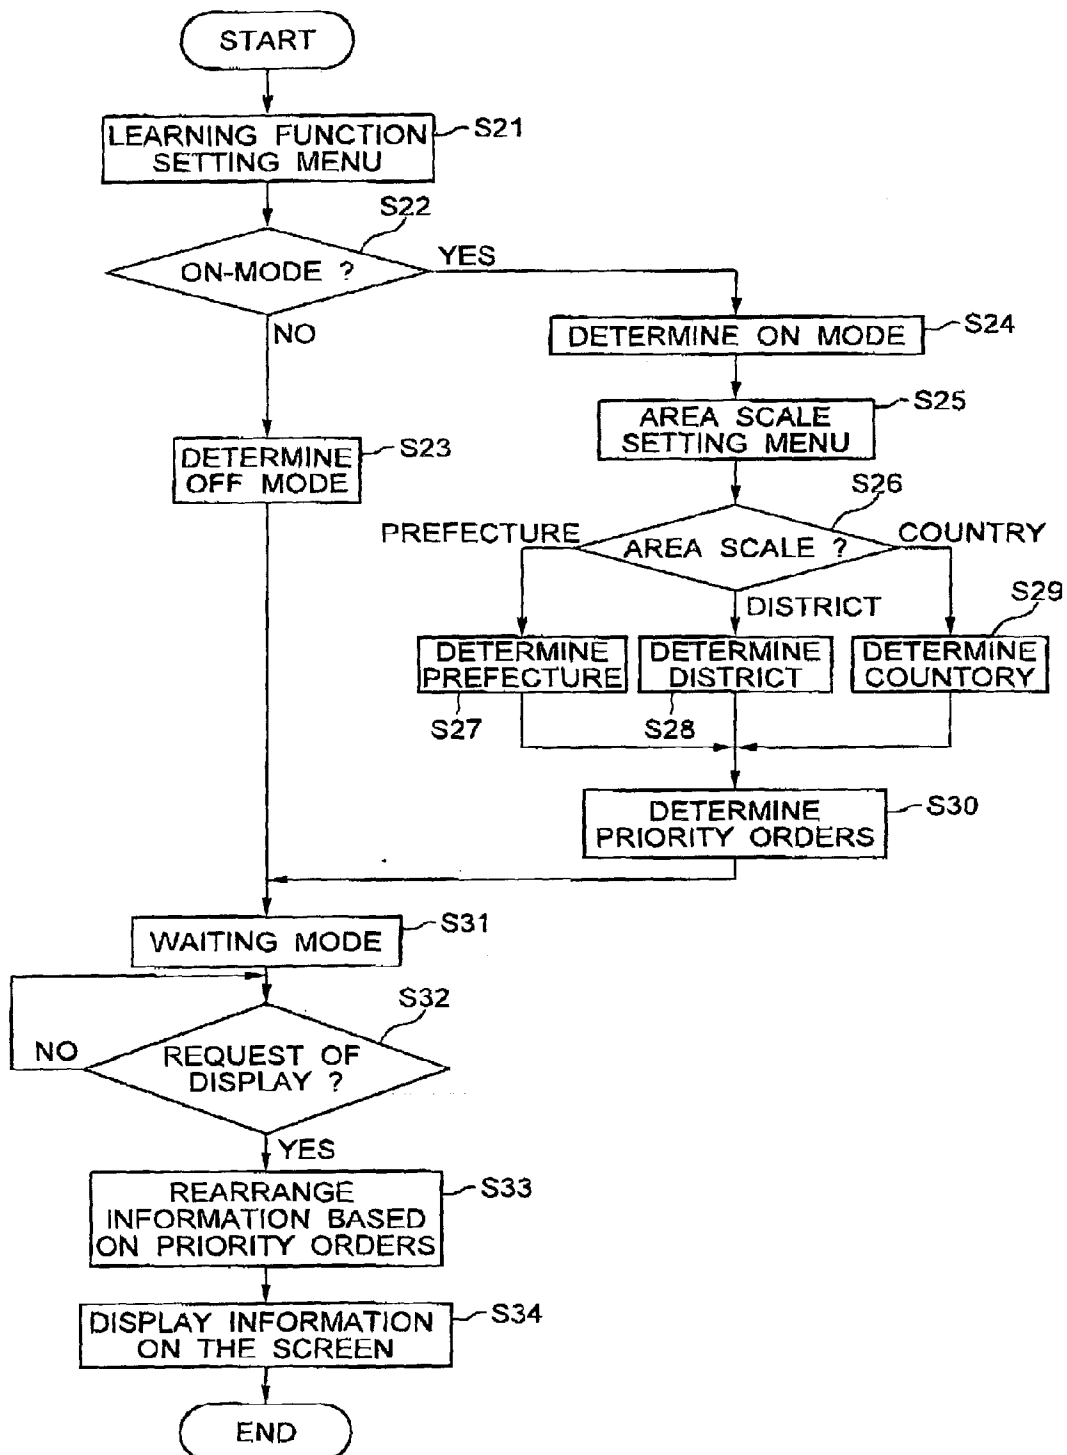 START
LEARNING FUNCTION
SETTING MENU
S21
S22
ON-MODE ?
YES
NO
DETERMINE ON MODE
S24
AREA SCALE
SETTING MENU
S25
DETERMINE
OFF MODE
S23
S26
PREFECTURE
AREA SCALE ?
COUNTRY
DISTRICT
S29
DETERMINE
PREFECTURE
DETERMINE
DISTRICT
DETERMINE
COUNTORY
S27
S28
DETERMINE
PRIORITY ORDERS
S30
WAITING MODE
S31
S32
NO
REQUEST OF
DISPLAY ?
YES
REARRANGE
INFORMATION BASED
ON PRIORITY ORDERS
S33
DISPLAY INFORMATION
ON THE SCREEN
S34
END